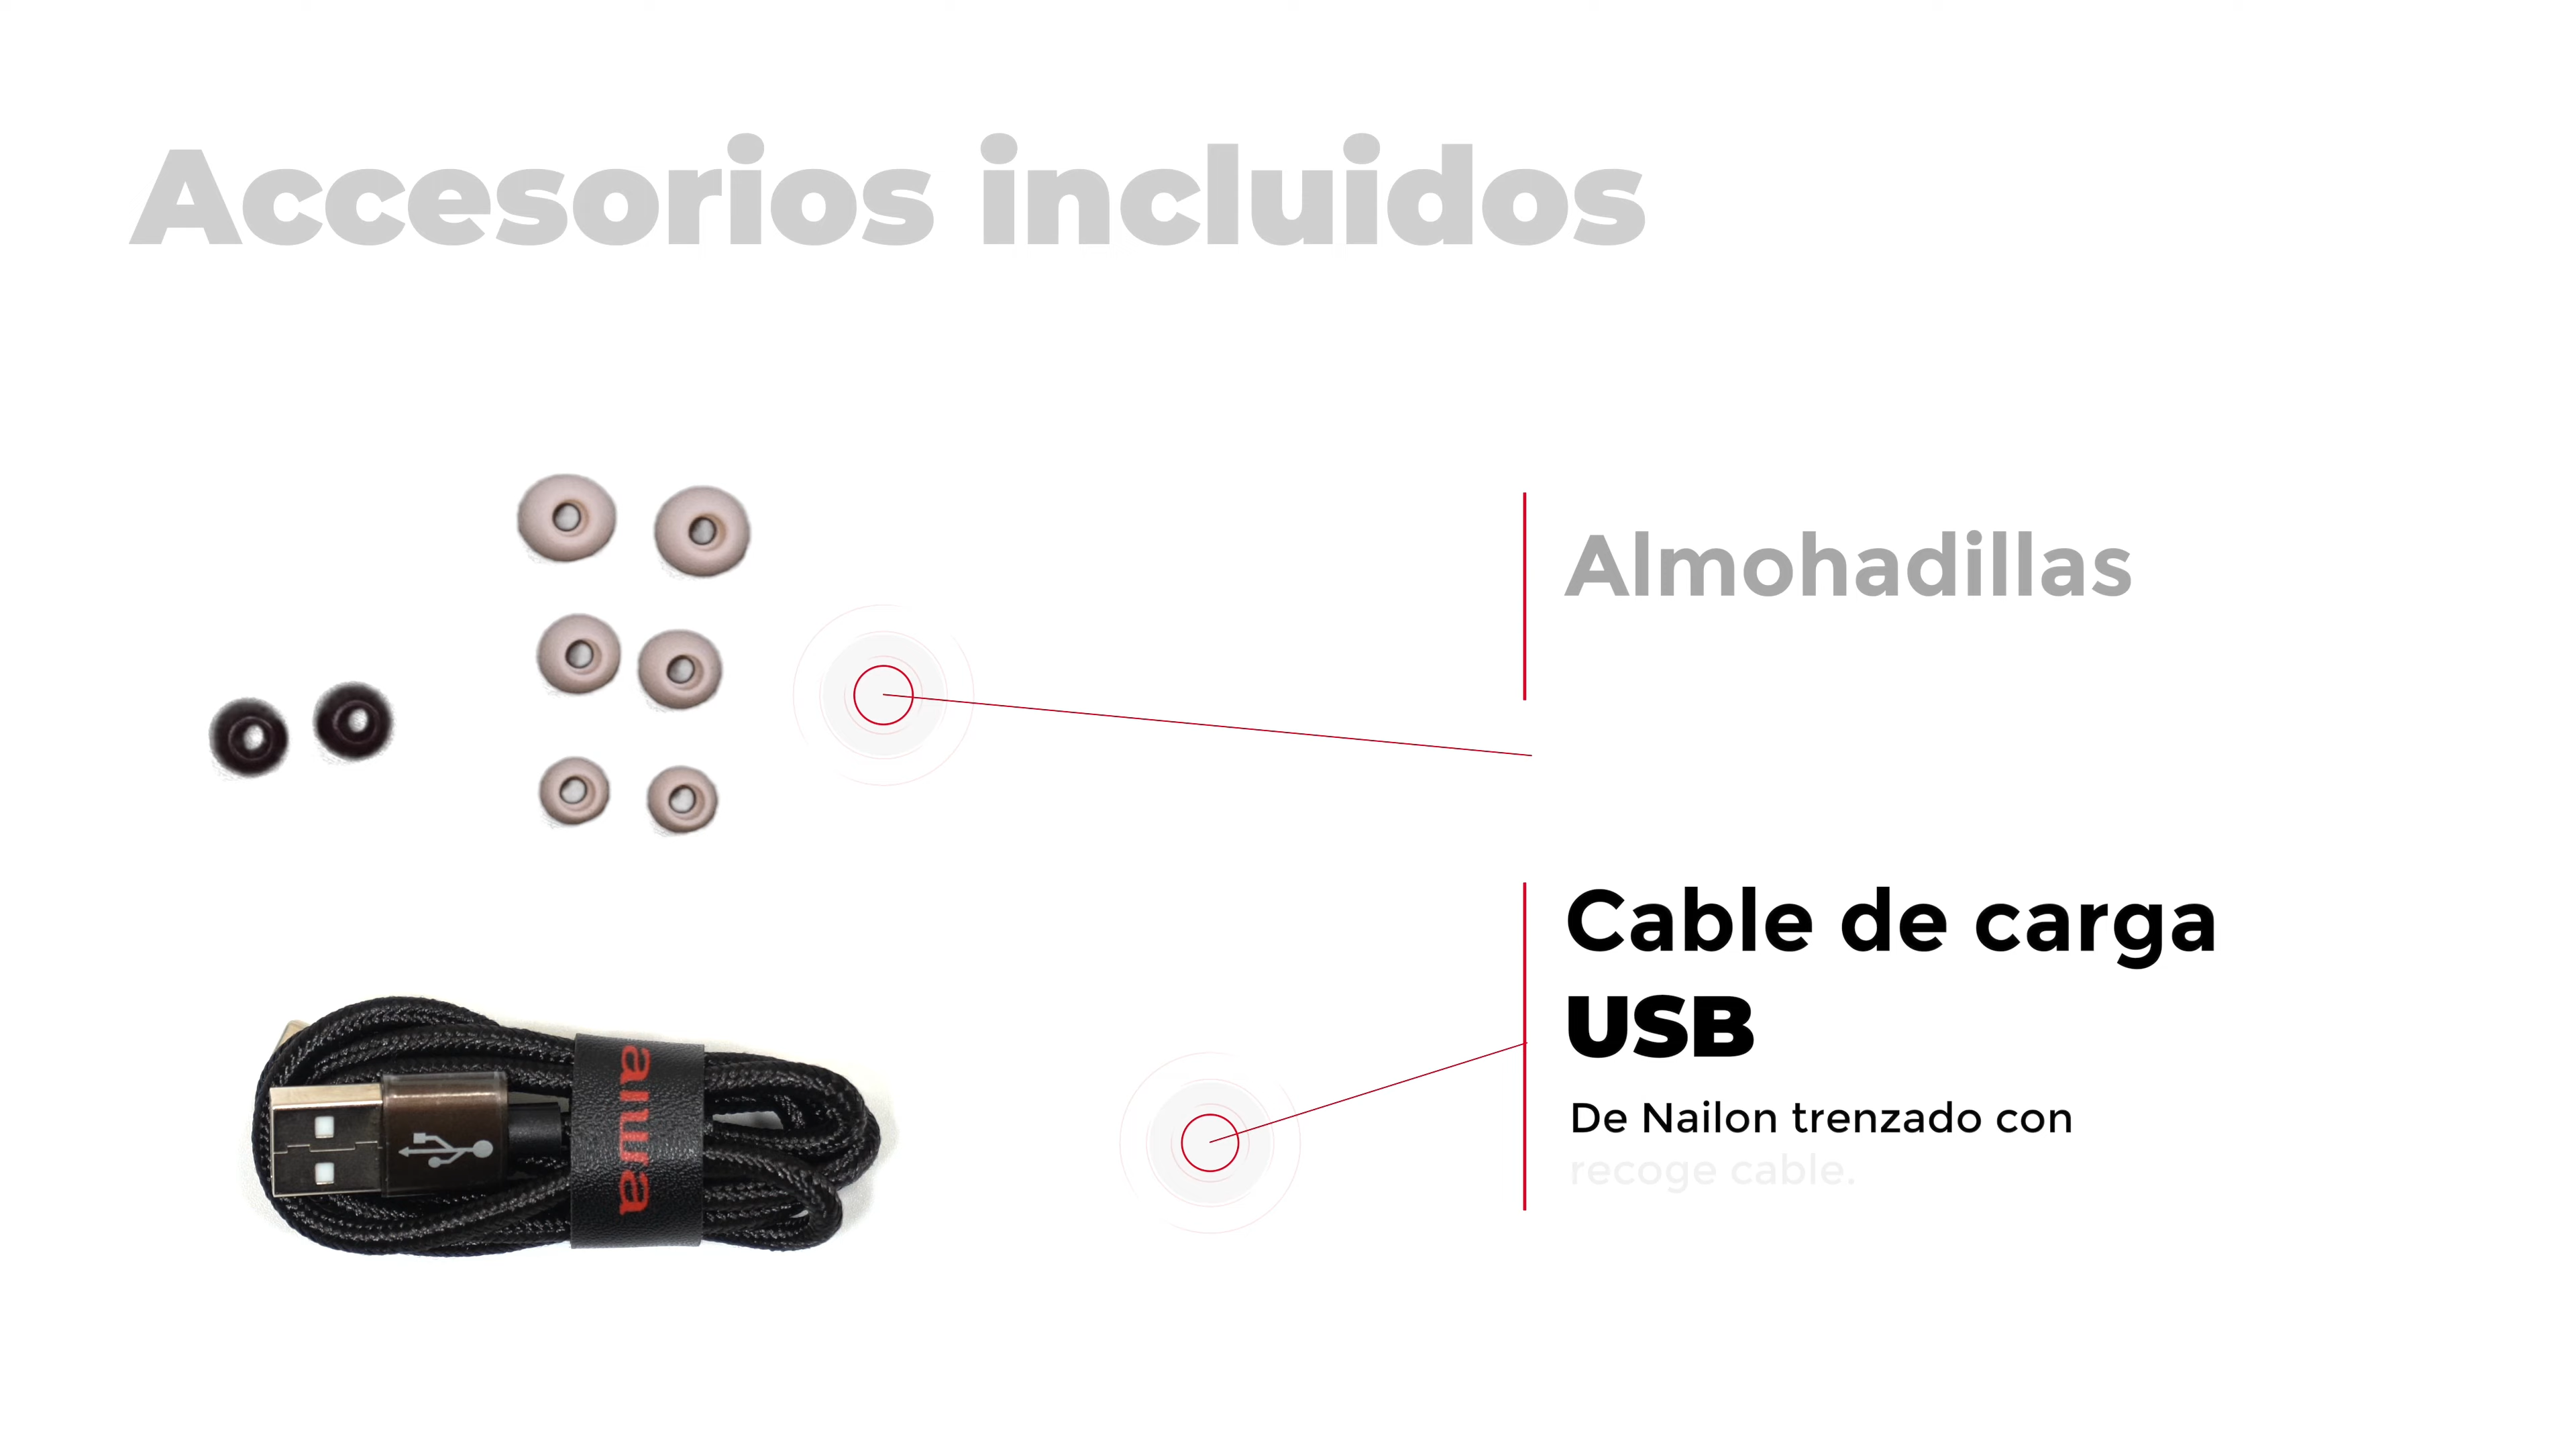 Accesorios incluidos
Almohadillas
Cable de carga
USB
De Nailon trenzado con
recoge cable.
aiwa